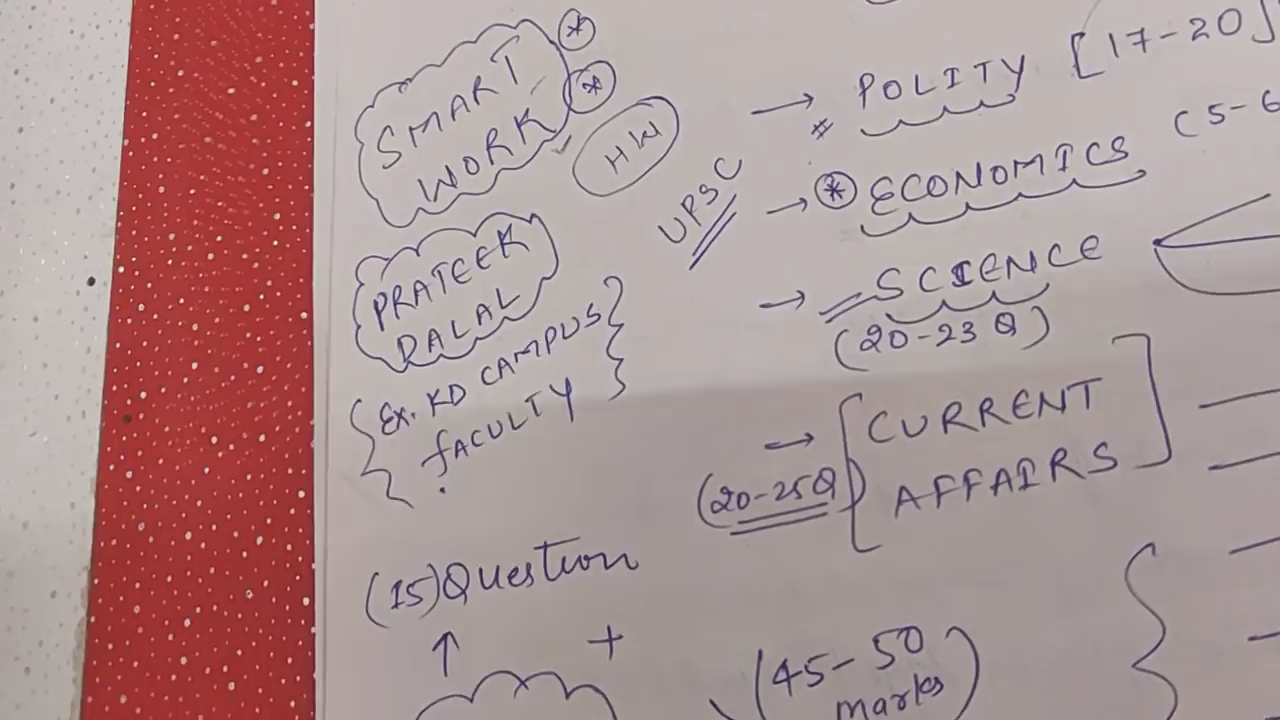 SMART
WORK
HW
PRATEEK
DALAL
Ex. KD CAMPUS
FACULTY
(15) Question
↑ +
UPSC
→ # POLITY [17-20]
→ * ECONOMICS (5-6
→ SCIENCE
(20-23 Q)
→ [CURRENT
AFFAIRS]
(20-25Q)
(45-50
marks)